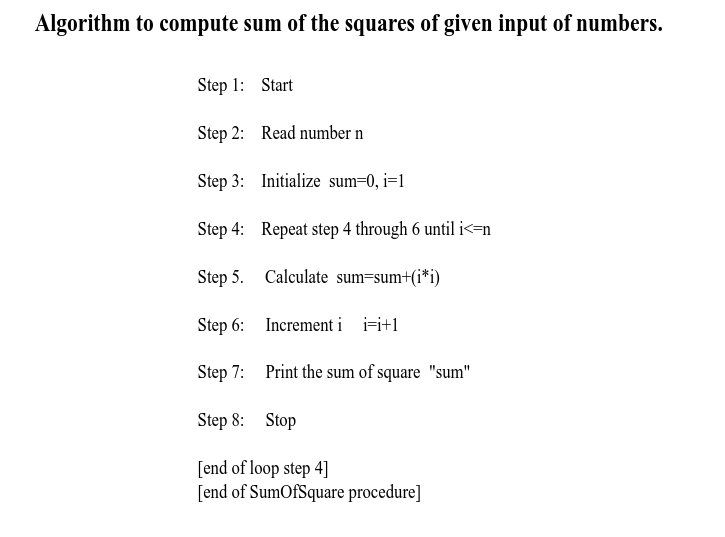 Algorithm to compute sum of the squares of given input of numbers.
Step 1: Start
Step 2: Read number n
Step 3: Initialize sum=0, i=1
Step 4: Repeat step 4 through 6 until i<=n
Step 5. Calculate sum=sum+(i*i)
Step 6: Increment i i=i+1
Step 7: Print the sum of square "sum"
Step 8: Stop
[end of loop step 4]
[end of SumOfSquare procedure]